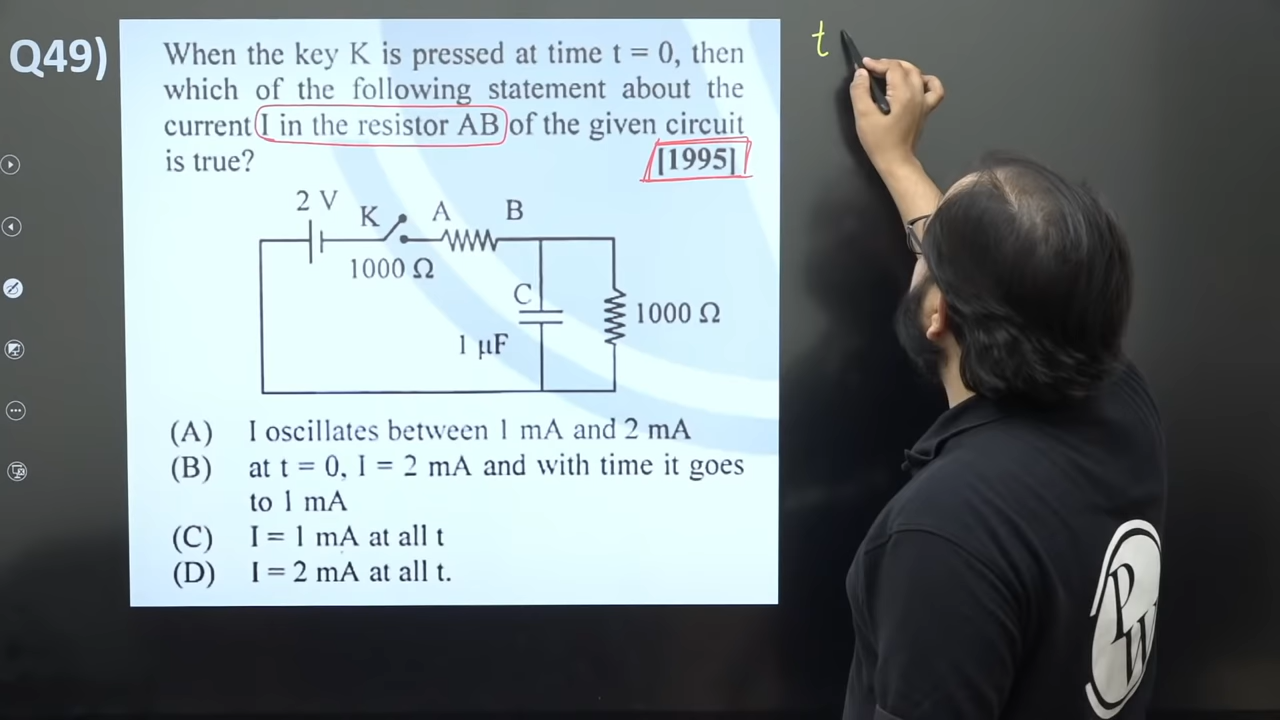 Q49)
When the key K is pressed at time t = 0, then
which of the following statement about the
current I in the resistor AB of the given circuit
is true?
[1995]
2 V
K
A
B
1000 Ω
C
1000 Ω
1 μF
(A) I oscillates between 1 mA and 2 mA
(B) at t = 0, I = 2 mA and with time it goes
to 1 mA
(C) I = 1 mA at all t
(D) I = 2 mA at all t.
t
PW